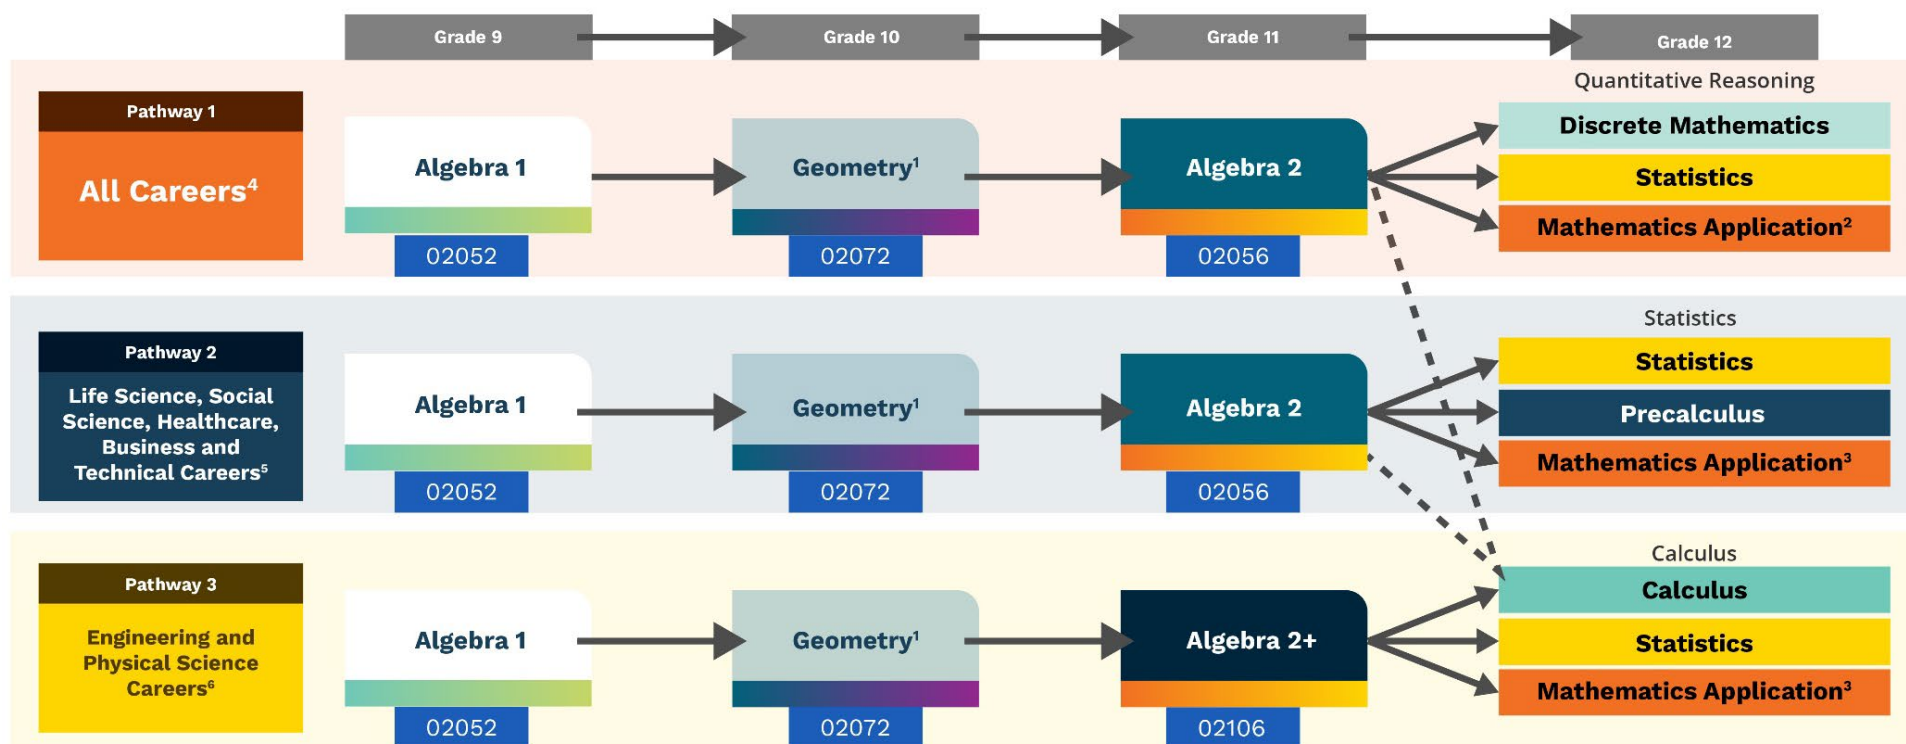 Grade 9
Grade 10
Grade 11
Grade 12
Pathway 1
All Careers⁴
Algebra 1
02052
Geometry¹
02072
Algebra 2
02056
Quantitative Reasoning
Discrete Mathematics
Statistics
Mathematics Application²
Pathway 2
Life Science, Social
Science, Healthcare,
Business and
Technical Careers⁵
Algebra 1
02052
Geometry¹
02072
Algebra 2
02056
Statistics
Statistics
Precalculus
Mathematics Application³
Pathway 3
Engineering and
Physical Science
Careers⁶
Algebra 1
02052
Geometry¹
02072
Algebra 2+
02106
Calculus
Calculus
Statistics
Mathematics Application³